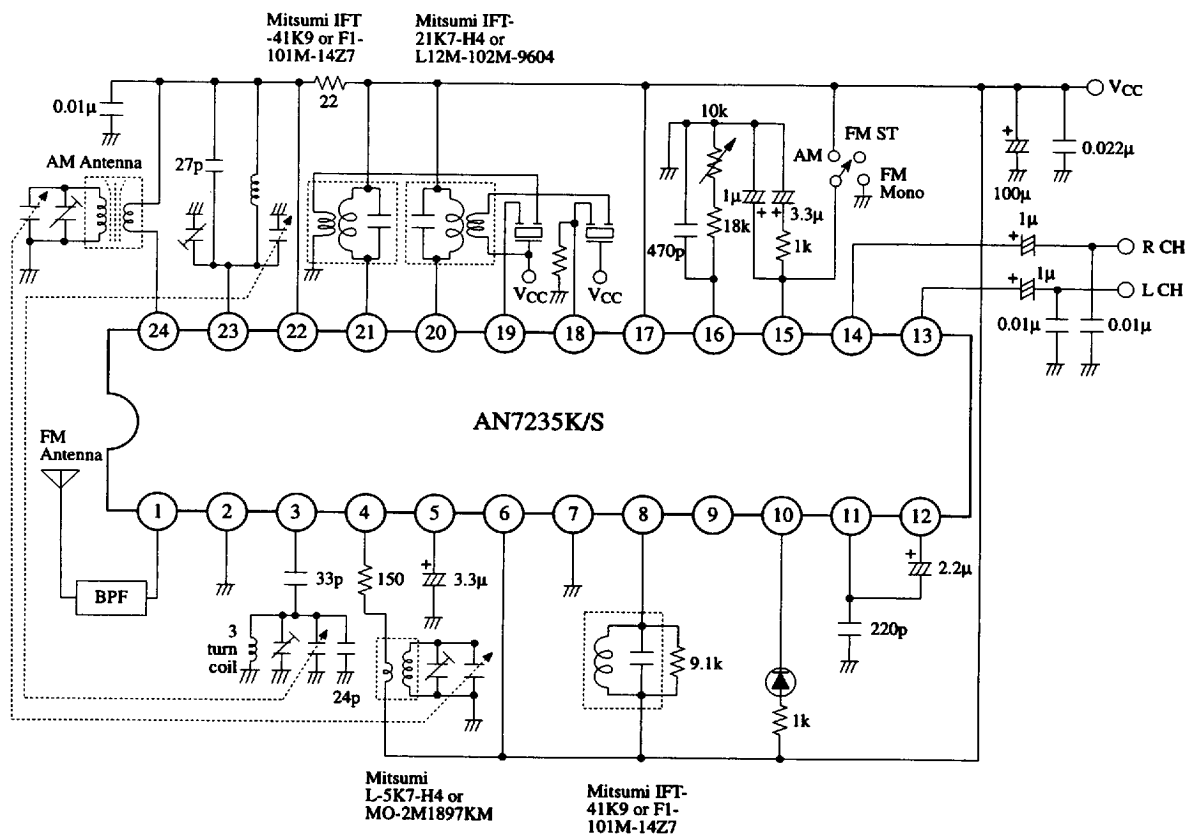 Mitsumi IFT
-41K9 or F1-
101M-14Z7
Mitsumi IFT-
21K7-H4 or
L12M-102M-9604
0.01μ
22
VCC
AM Antenna
27p
10k
FM ST
AM
FM
Mono
+
100μ
0.022μ
470p
18k
1μ
+
+
3.3μ
1k
VCC
VCC
+
1μ
R CH
+
1μ
L CH
0.01μ
0.01μ
24
23
22
21
20
19
18
17
16
15
14
13
AN7235K/S
FM
Antenna
1
2
3
4
5
6
7
8
9
10
11
12
BPF
33p
150
+
3.3μ
+
2.2μ
220p
3
turn
coil
24p
9.1k
1k
Mitsumi
L-5K7-H4 or
MO-2M1897KM
Mitsumi IFT-
41K9 or F1-
101M-14Z7